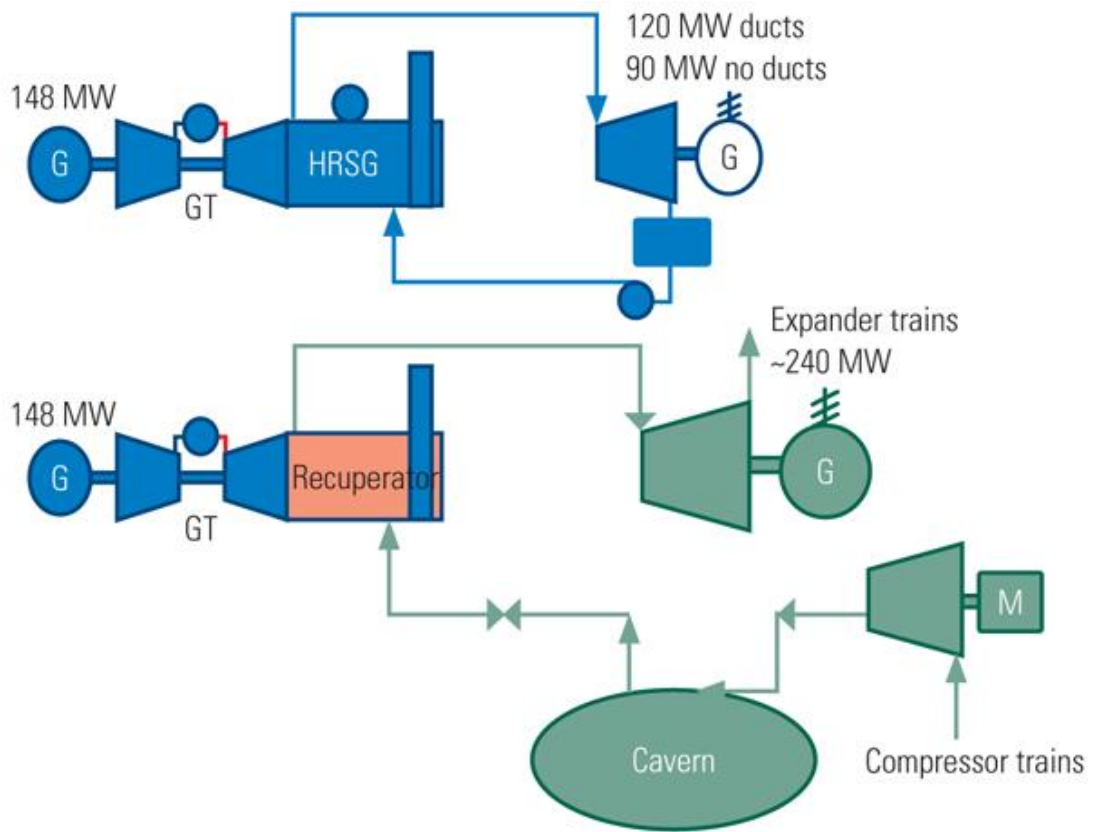 120 MW ducts
90 MW no ducts
148 MW
G
HRSG
G
GT
Expander trains
~240 MW
148 MW
G
Recuperator
G
GT
M
Cavern
Compressor trains